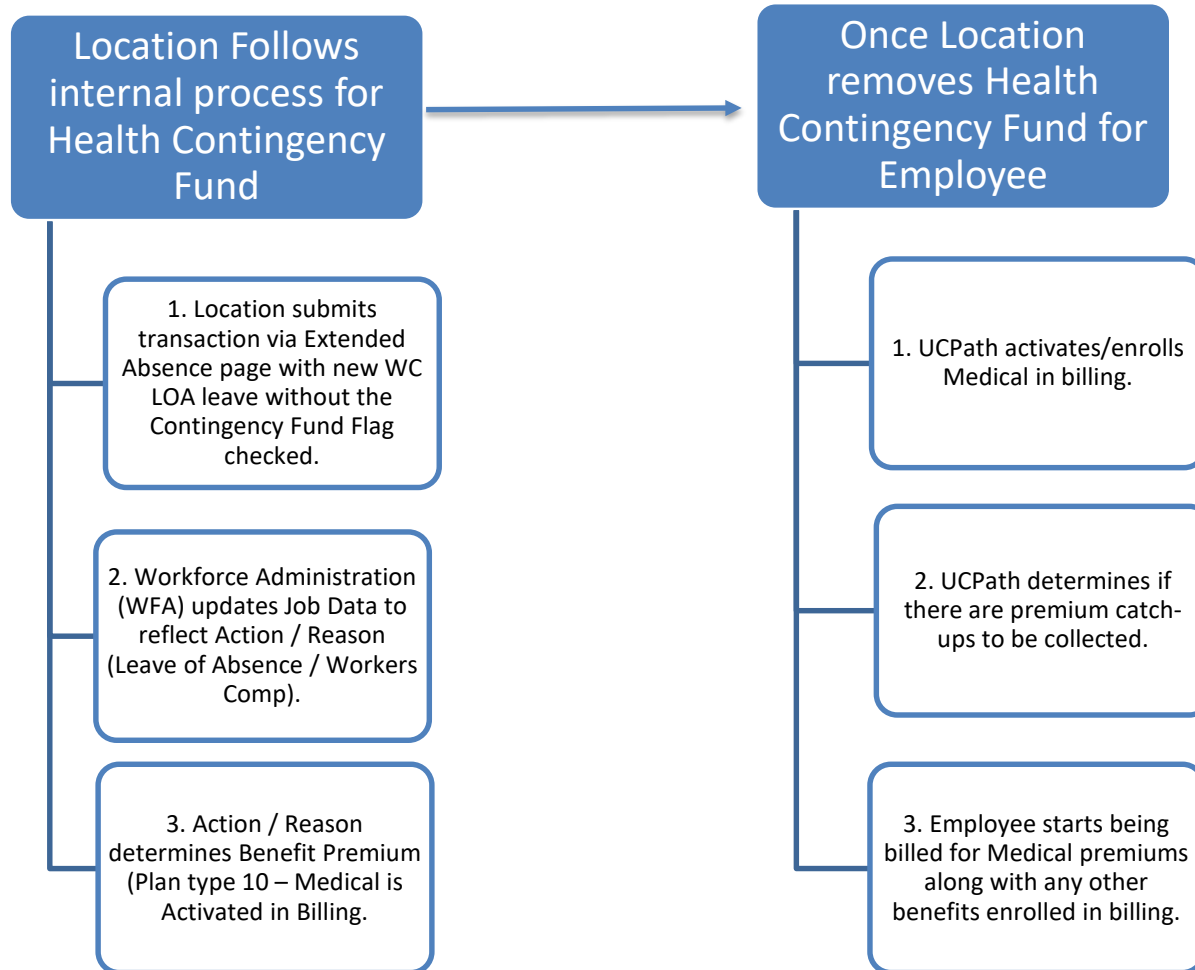 Location Follows
internal process for
Health Contingency
Fund
1. Location submits
transaction via Extended
Absence page with new WC
LOA leave without the
Contingency Fund Flag
checked.
2. Workforce Administration
(WFA) updates Job Data to
reflect Action / Reason
(Leave of Absence / Workers
Comp).
3. Action / Reason
determines Benefit Premium
(Plan type 10 – Medical is
Activated in Billing.
Once Location
removes Health
Contingency Fund for
Employee
1. UCPath activates/enrolls
Medical in billing.
2. UCPath determines if
there are premium catch-
ups to be collected.
3. Employee starts being
billed for Medical premiums
along with any other
benefits enrolled in billing.